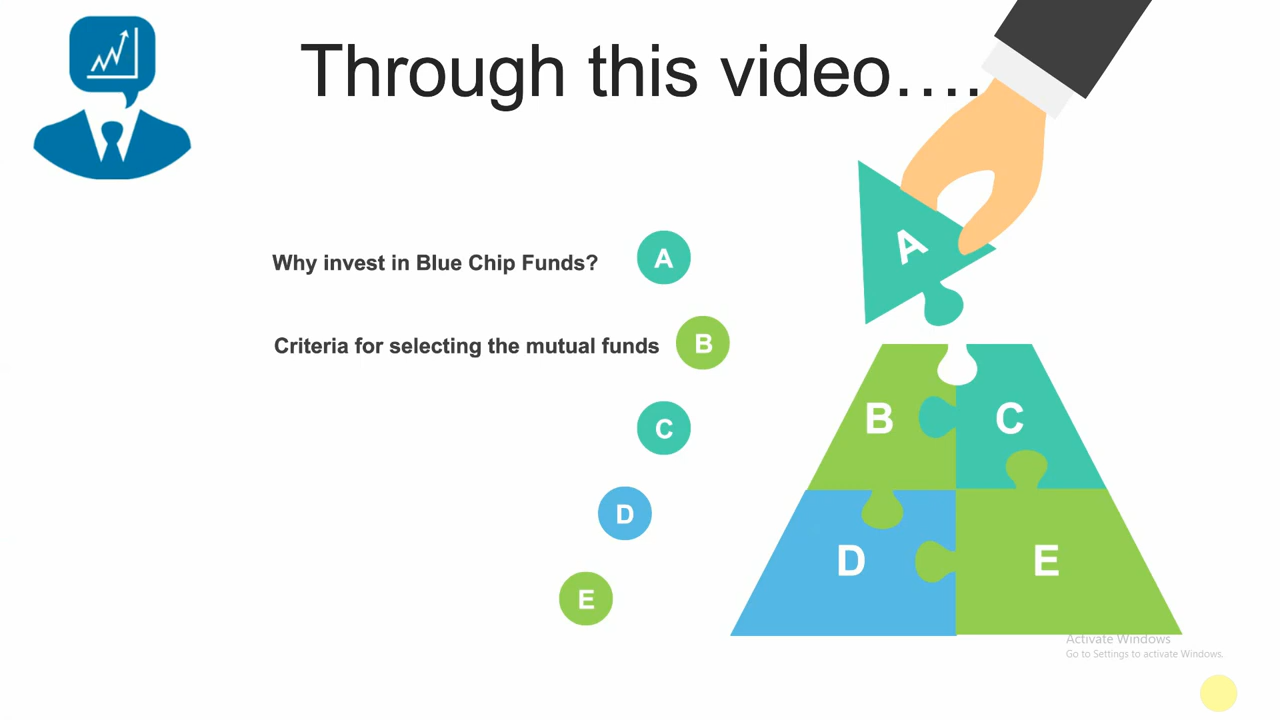 Through this video….
Why invest in Blue Chip Funds?
A
Criteria for selecting the mutual funds
B
C
D
E
A
B
C
D
E
Activate Windows
Go to Settings to activate Windows.